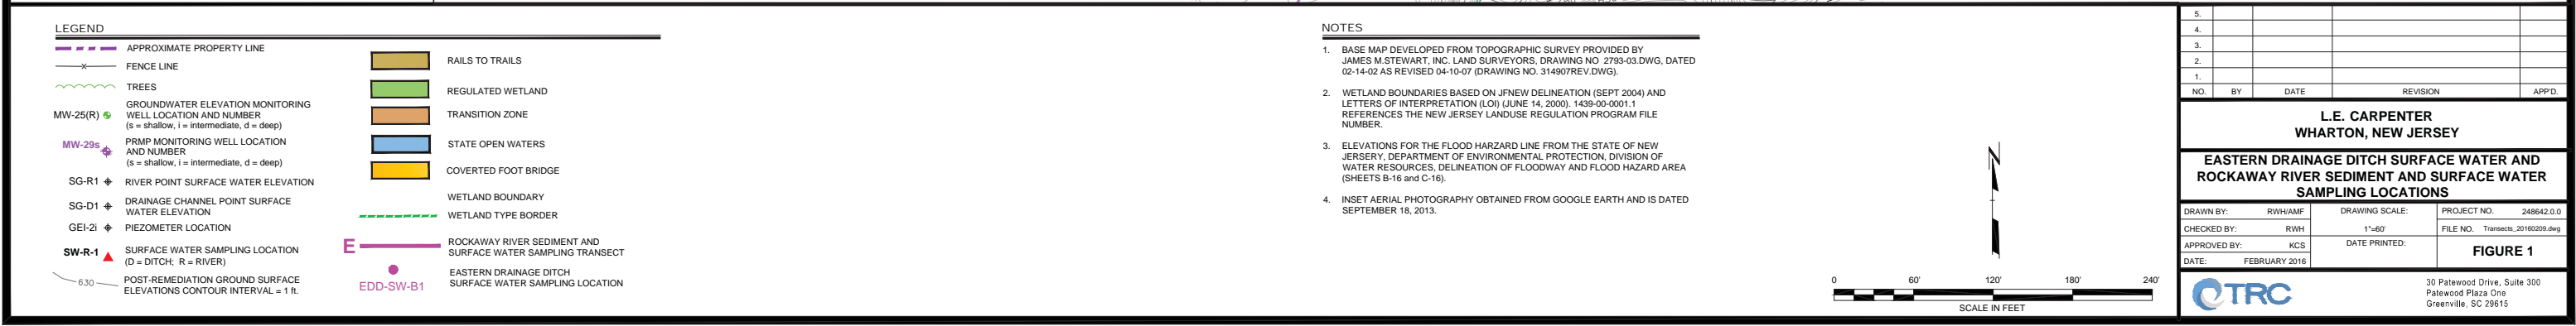 LEGEND
APPROXIMATE PROPERTY LINE
FENCE LINE
TREES
MW-25(R)
GROUNDWATER ELEVATION MONITORING
WELL LOCATION AND NUMBER
(s = shallow, i = intermediate, d = deep)
MW-29s
PRMP MONITORING WELL LOCATION
AND NUMBER
(s = shallow, i = intermediate, d = deep)
SG-R1
RIVER POINT SURFACE WATER ELEVATION
SG-D1
DRAINAGE CHANNEL POINT SURFACE
WATER ELEVATION
GEI-2i
PIEZOMETER LOCATION
SW-R-1
SURFACE WATER SAMPLING LOCATION
(D = DITCH; R = RIVER)
630
POST-REMEDIATION GROUND SURFACE
ELEVATIONS CONTOUR INTERVAL = 1 ft.
RAILS TO TRAILS
REGULATED WETLAND
TRANSITION ZONE
STATE OPEN WATERS
COVERTED FOOT BRIDGE
WETLAND BOUNDARY
WETLAND TYPE BORDER
E
ROCKAWAY RIVER SEDIMENT AND
SURFACE WATER SAMPLING TRANSECT
EDD-SW-B1
EASTERN DRAINAGE DITCH
SURFACE WATER SAMPLING LOCATION
NOTES
1. BASE MAP DEVELOPED FROM TOPOGRAPHIC SURVEY PROVIDED BY
JAMES M.STEWART, INC. LAND SURVEYORS, DRAWING NO 2793-03.DWG, DATED
02-14-02 AS REVISED 04-10-07 (DRAWING NO. 314907REV.DWG).
2. WETLAND BOUNDARIES BASED ON JFNEW DELINEATION (SEPT 2004) AND
LETTERS OF INTERPRETATION (LOI) (JUNE 14, 2000). 1439-00-0001.1
REFERENCES THE NEW JERSEY LANDUSE REGULATION PROGRAM FILE
NUMBER.
3. ELEVATIONS FOR THE FLOOD HARZARD LINE FROM THE STATE OF NEW
JERSERY, DEPARTMENT OF ENVIRONMENTAL PROTECTION, DIVISION OF
WATER RESOURCES, DELINEATION OF FLOODWAY AND FLOOD HAZARD AREA
(SHEETS B-16 and C-16).
4. INSET AERIAL PHOTOGRAPHY OBTAINED FROM GOOGLE EARTH AND IS DATED
SEPTEMBER 18, 2013.
N
0 60' 120' 180' 240'
SCALE IN FEET
5.
4.
3.
2.
1.
NO. BY DATE REVISION APP'D.
L.E. CARPENTER
WHARTON, NEW JERSEY
EASTERN DRAINAGE DITCH SURFACE WATER AND
ROCKAWAY RIVER SEDIMENT AND SURFACE WATER
SAMPLING LOCATIONS
DRAWN BY: RWH/AMF DRAWING SCALE: PROJECT NO. 248642.0.0
CHECKED BY: RWH 1"=60' FILE NO. Transects_20160209.dwg
APPROVED BY: KCS DATE PRINTED: FIGURE 1
DATE: FEBRUARY 2016
TRC
30 Patewood Drive, Suite 300
Patewood Plaza One
Greenville, SC 29615